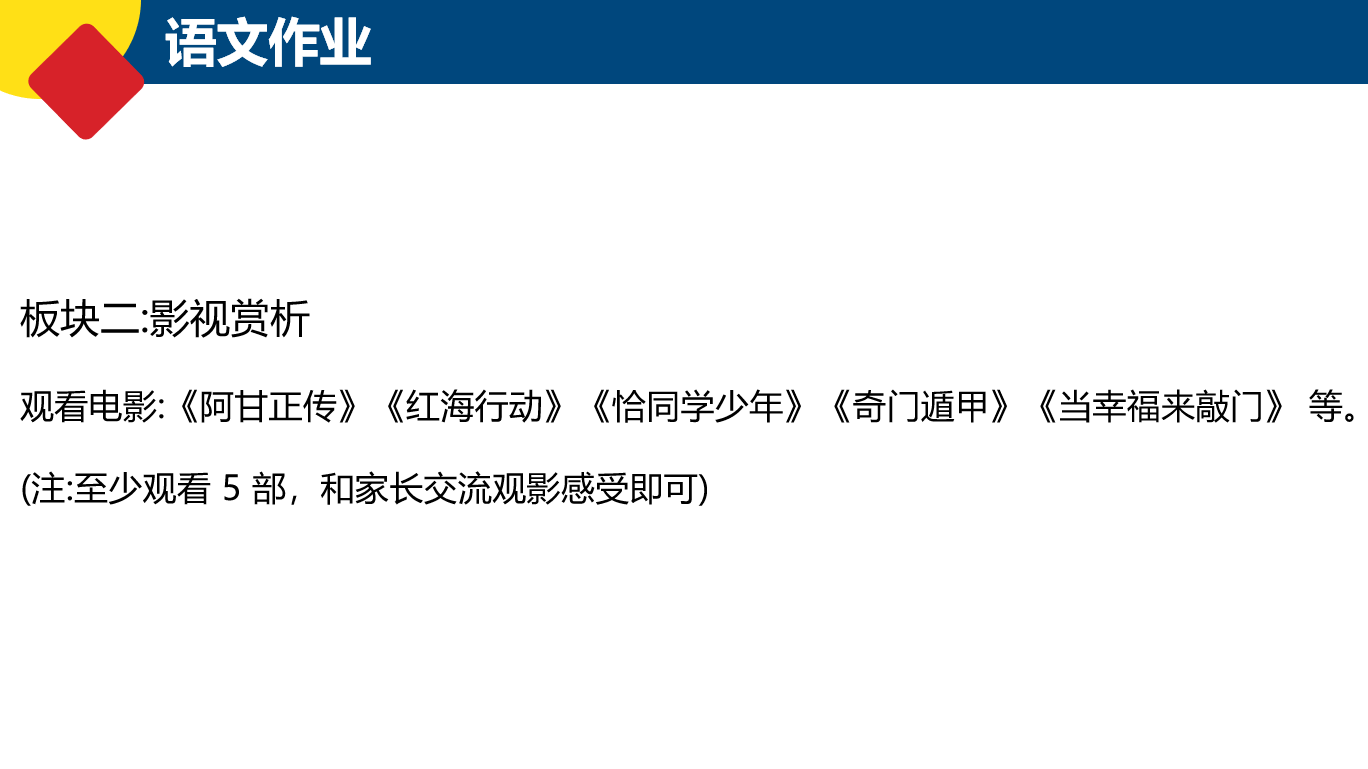 语文作业
板块二:影视赏析
观看电影:《阿甘正传》《红海行动》《恰同学少年》《奇门遁甲》《当幸福来敲门》 等。
(注:至少观看 5 部，和家长交流观影感受即可)